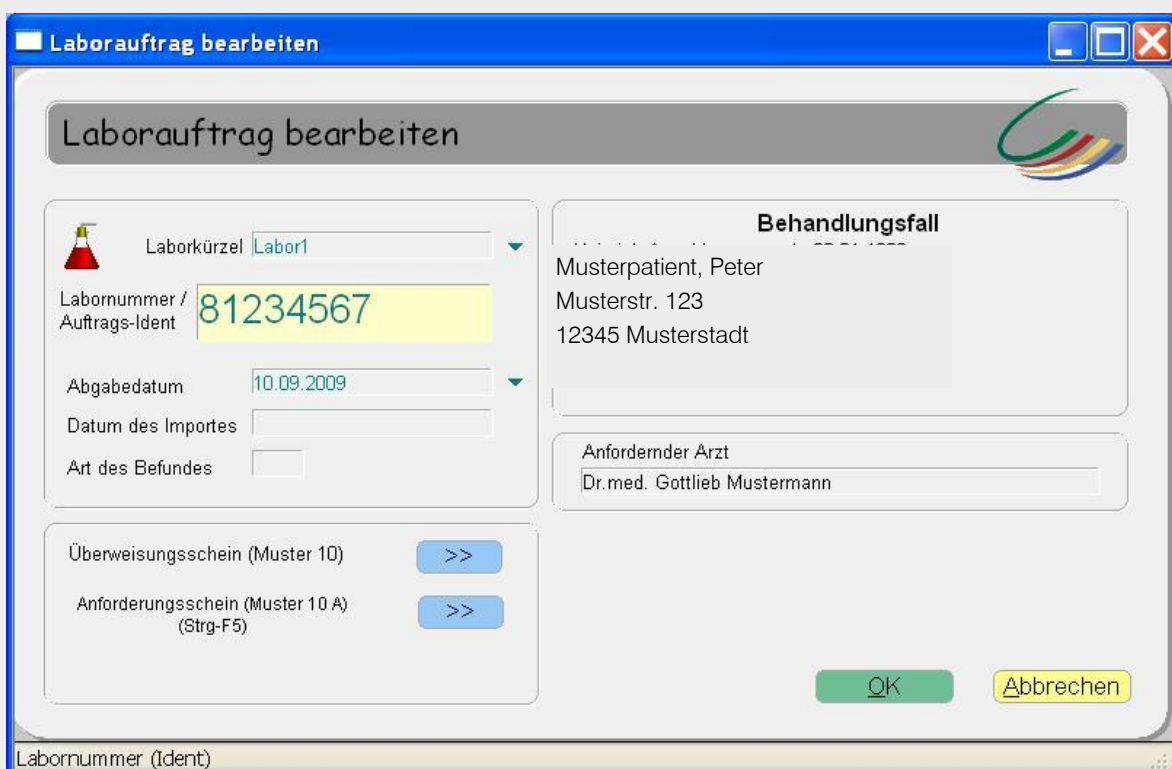 Laborauftrag bearbeiten
Laborauftrag bearbeiten
Laborkürzel Labor1
Labornummer /
Auftrags-Ident 81234567
Abgabedatum 10.09.2009
Datum des Importes
Art des Befundes
Überweisungsschein (Muster 10) >>
Anforderungsschein (Muster 10 A) >>
(Strg-F5)
Behandlungsfall
Musterpatient, Peter
Musterstr. 123
12345 Musterstadt
Anfordernder Arzt
Dr.med. Gottlieb Mustermann
OK Abbrechen
Labornummer (Ident)